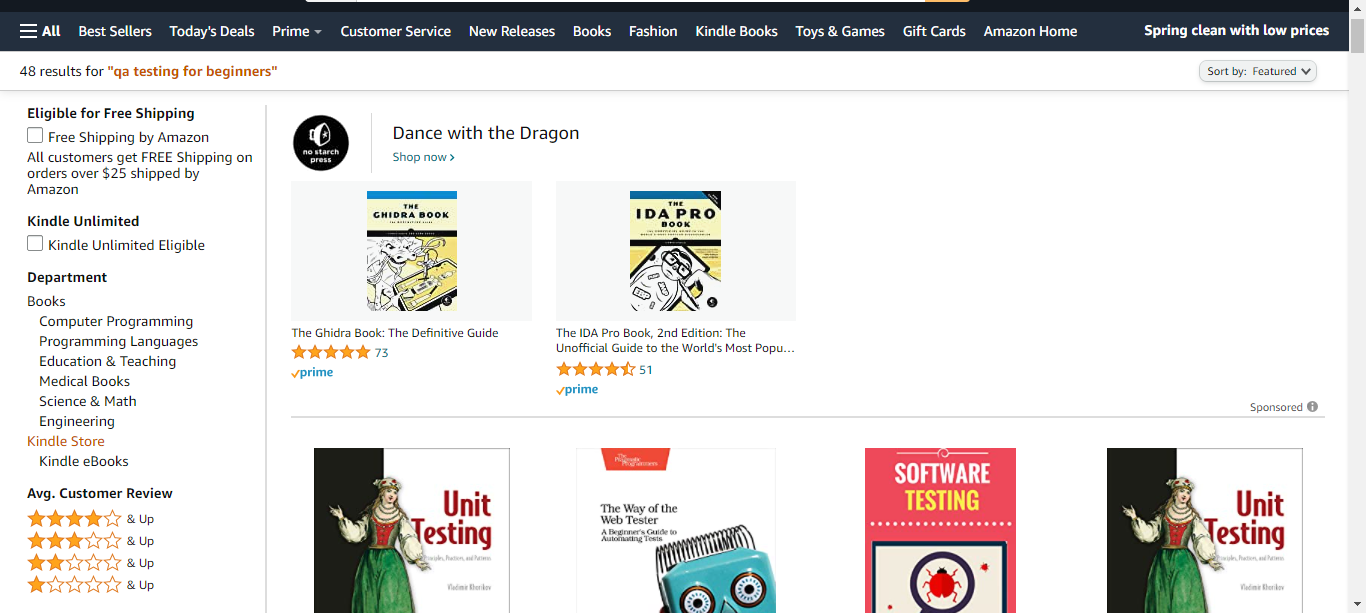 All Best Sellers Today's Deals Prime Customer Service New Releases Books Fashion Kindle Books Toys & Games Gift Cards Amazon Home Spring clean with low prices
48 results for "qa testing for beginners"
Sort by: Featured
Eligible for Free Shipping
Free Shipping by Amazon
All customers get FREE Shipping on
orders over $25 shipped by
Amazon
Kindle Unlimited
Kindle Unlimited Eligible
Department
Books
Computer Programming
Programming Languages
Education & Teaching
Medical Books
Science & Math
Engineering
Kindle Store
Kindle eBooks
Avg. Customer Review
& Up
& Up
& Up
& Up
no starch
press
Dance with the Dragon
Shop now
THE
GHIDRA BOOK
The Ghidra Book: The Definitive Guide
73
prime
THE
IDA PRO
BOOK
The IDA Pro Book, 2nd Edition: The
Unofficial Guide to the World's Most Popu...
51
prime
Sponsored
Unit
Testing
Principles, Practices, and Patterns
Vladimir Khorikov
The
Pragmatic
Programmers
The Way of the
Web Tester
A Beginner's Guide to
Automating Tests
SOFTWARE
TESTING
Unit
Testing
Principles, Practices, and Patterns
Vladimir Khorikov